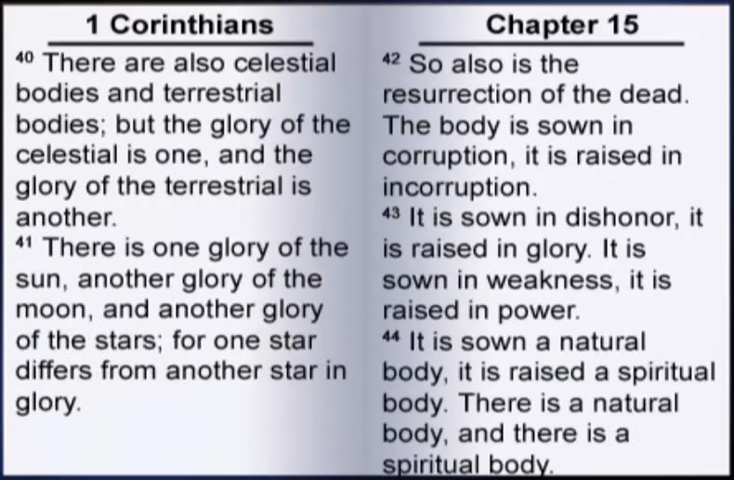 1 Corinthians
⁴⁰ There are also celestial
bodies and terrestrial
bodies; but the glory of the
celestial is one, and the
glory of the terrestrial is
another.
⁴¹ There is one glory of the
sun, another glory of the
moon, and another glory
of the stars; for one star
differs from another star in
glory.
Chapter 15
⁴² So also is the
resurrection of the dead.
The body is sown in
corruption, it is raised in
incorruption.
⁴³ It is sown in dishonor, it
is raised in glory. It is
sown in weakness, it is
raised in power.
⁴⁴ It is sown a natural
body, it is raised a spiritual
body. There is a natural
body, and there is a
spiritual body.